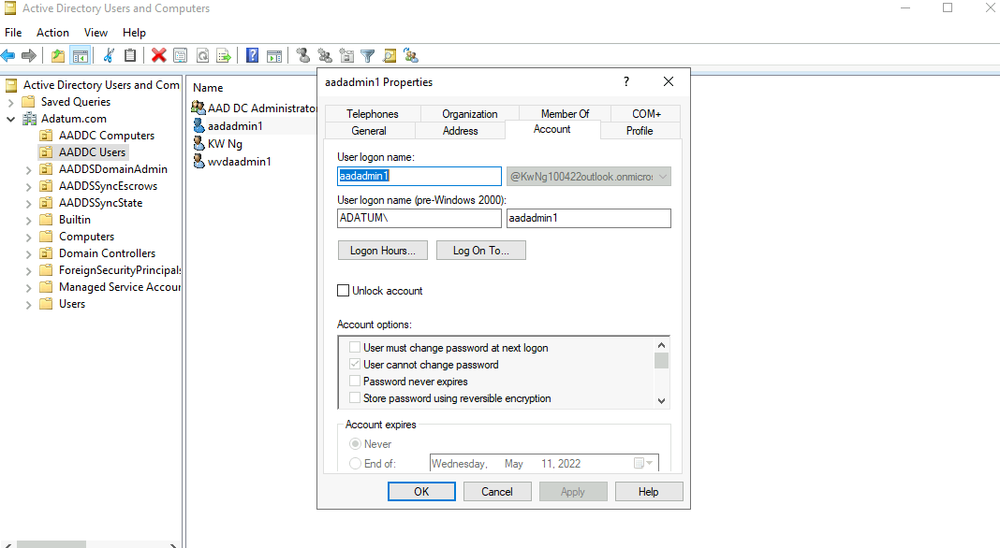 Active Directory Users and Computers
File Action View Help
Active Directory Users and Com
Saved Queries
Adatum.com
AADDC Computers
AADDC Users
AADDSDomainAdmin
AADDSSyncEscrows
AADDSSyncState
Builtin
Computers
Domain Controllers
ForeignSecurityPrincipals
Managed Service Accour
Users
Name
AAD DC Administrato
aadadmin1
KW Ng
wvdaadmin1
aadadmin1 Properties
?
Telephones Organization Member Of COM+
General Address Account Profile
User logon name:
aadadmin1 @KwNg100422outlook.onmicros
User logon name (pre-Windows 2000):
ADATUM\ aadadmin1
Logon Hours... Log On To...
Unlock account
Account options:
User must change password at next logon
User cannot change password
Password never expires
Store password using reversible encryption
Account expires
Never
End of: Wednesday, May 11, 2022
OK Cancel Apply Help